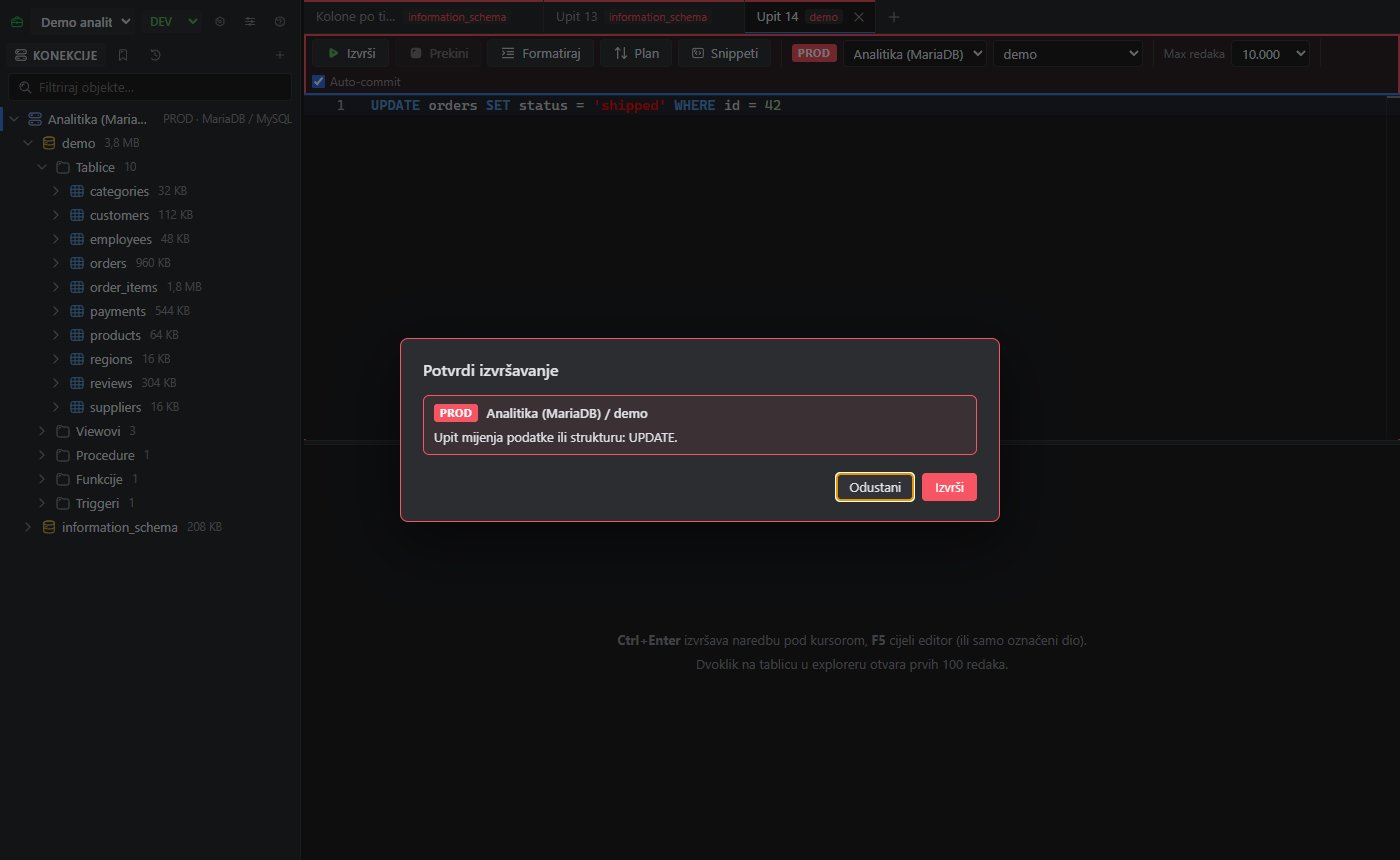 Demo analit
DEV
KONEKCIJE
Filtriraj objekte...
Analitika (Maria... PROD · MariaDB / MySQL
demo 3,8 MB
Tablice 10
categories 32 KB
customers 112 KB
employees 48 KB
orders 960 KB
order_items 1,8 MB
payments 544 KB
products 64 KB
regions 16 KB
reviews 304 KB
suppliers 16 KB
Viewovi 3
Procedure 1
Funkcije 1
Triggeri 1
information_schema 208 KB
Kolone po ti... information_schema
Upit 13 information_schema
Upit 14 demo
Izvrši Prekini Formatiraj Plan Snippeti PROD Analitika (MariaDB) demo Max redaka 10.000
Auto-commit
1 UPDATE orders SET status = 'shipped' WHERE id = 42
Potvrdi izvršavanje
PROD Analitika (MariaDB) / demo
Upit mijenja podatke ili strukturu: UPDATE.
Odustani Izvrši
Ctrl+Enter izvršava naredbu pod kursorom, F5 cijeli editor (ili samo označeni dio).
Dvoklik na tablicu u exploreru otvara prvih 100 redaka.